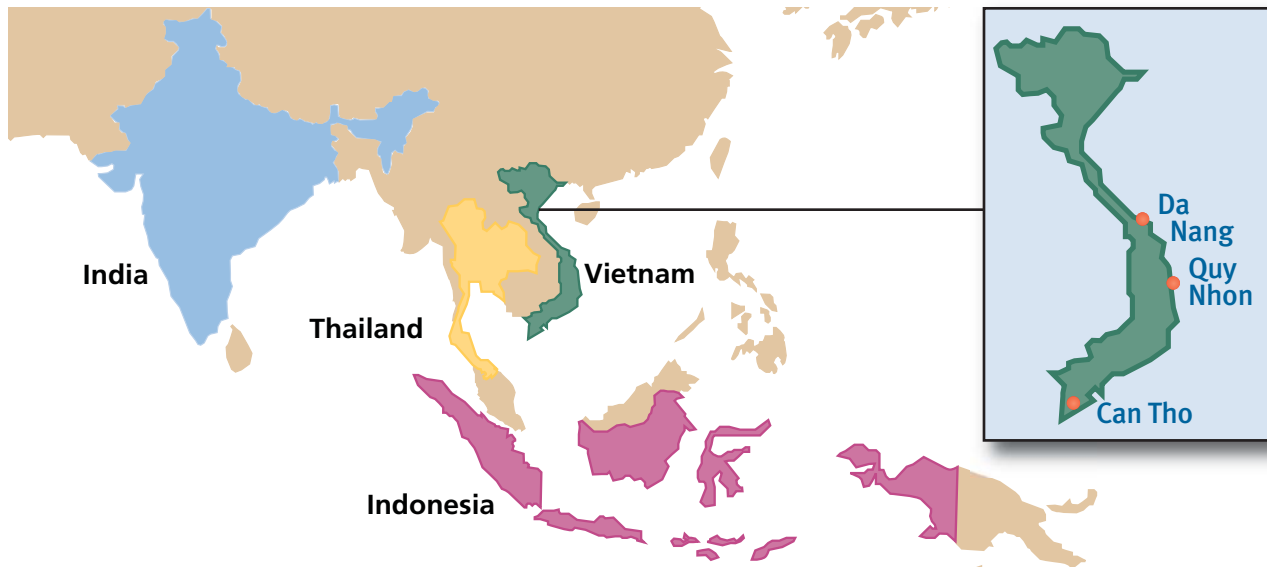 India
Thailand
Vietnam
Indonesia
Da
Nang
Quy
Nhon
Can Tho